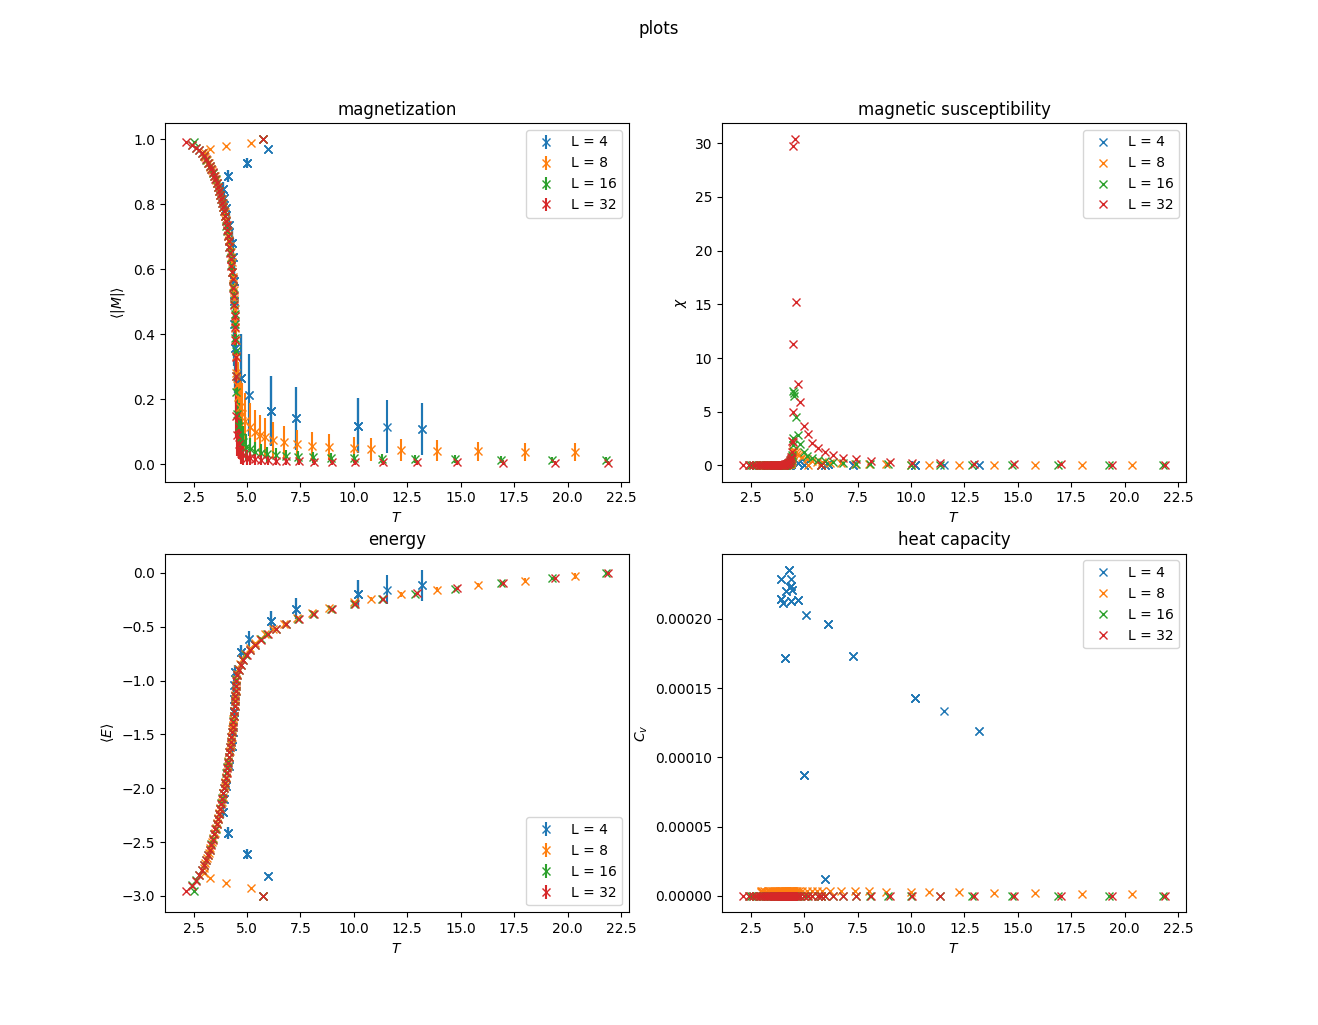 plots
magnetization
1.0
0.8
0.6
0.4
0.2
0.0
⟨|M|⟩
L = 4
L = 8
L = 16
L = 32
2.5 5.0 7.5 10.0 12.5 15.0 17.5 20.0 22.5
T
magnetic susceptibility
30
25
20
15
10
5
0
χ
L = 4
L = 8
L = 16
L = 32
2.5 5.0 7.5 10.0 12.5 15.0 17.5 20.0 22.5
T
energy
0.0
−0.5
−1.0
−1.5
−2.0
−2.5
−3.0
⟨E⟩
L = 4
L = 8
L = 16
L = 32
2.5 5.0 7.5 10.0 12.5 15.0 17.5 20.0 22.5
T
heat capacity
0.00020
0.00015
0.00010
0.00005
0.00000
Cv
L = 4
L = 8
L = 16
L = 32
2.5 5.0 7.5 10.0 12.5 15.0 17.5 20.0 22.5
T